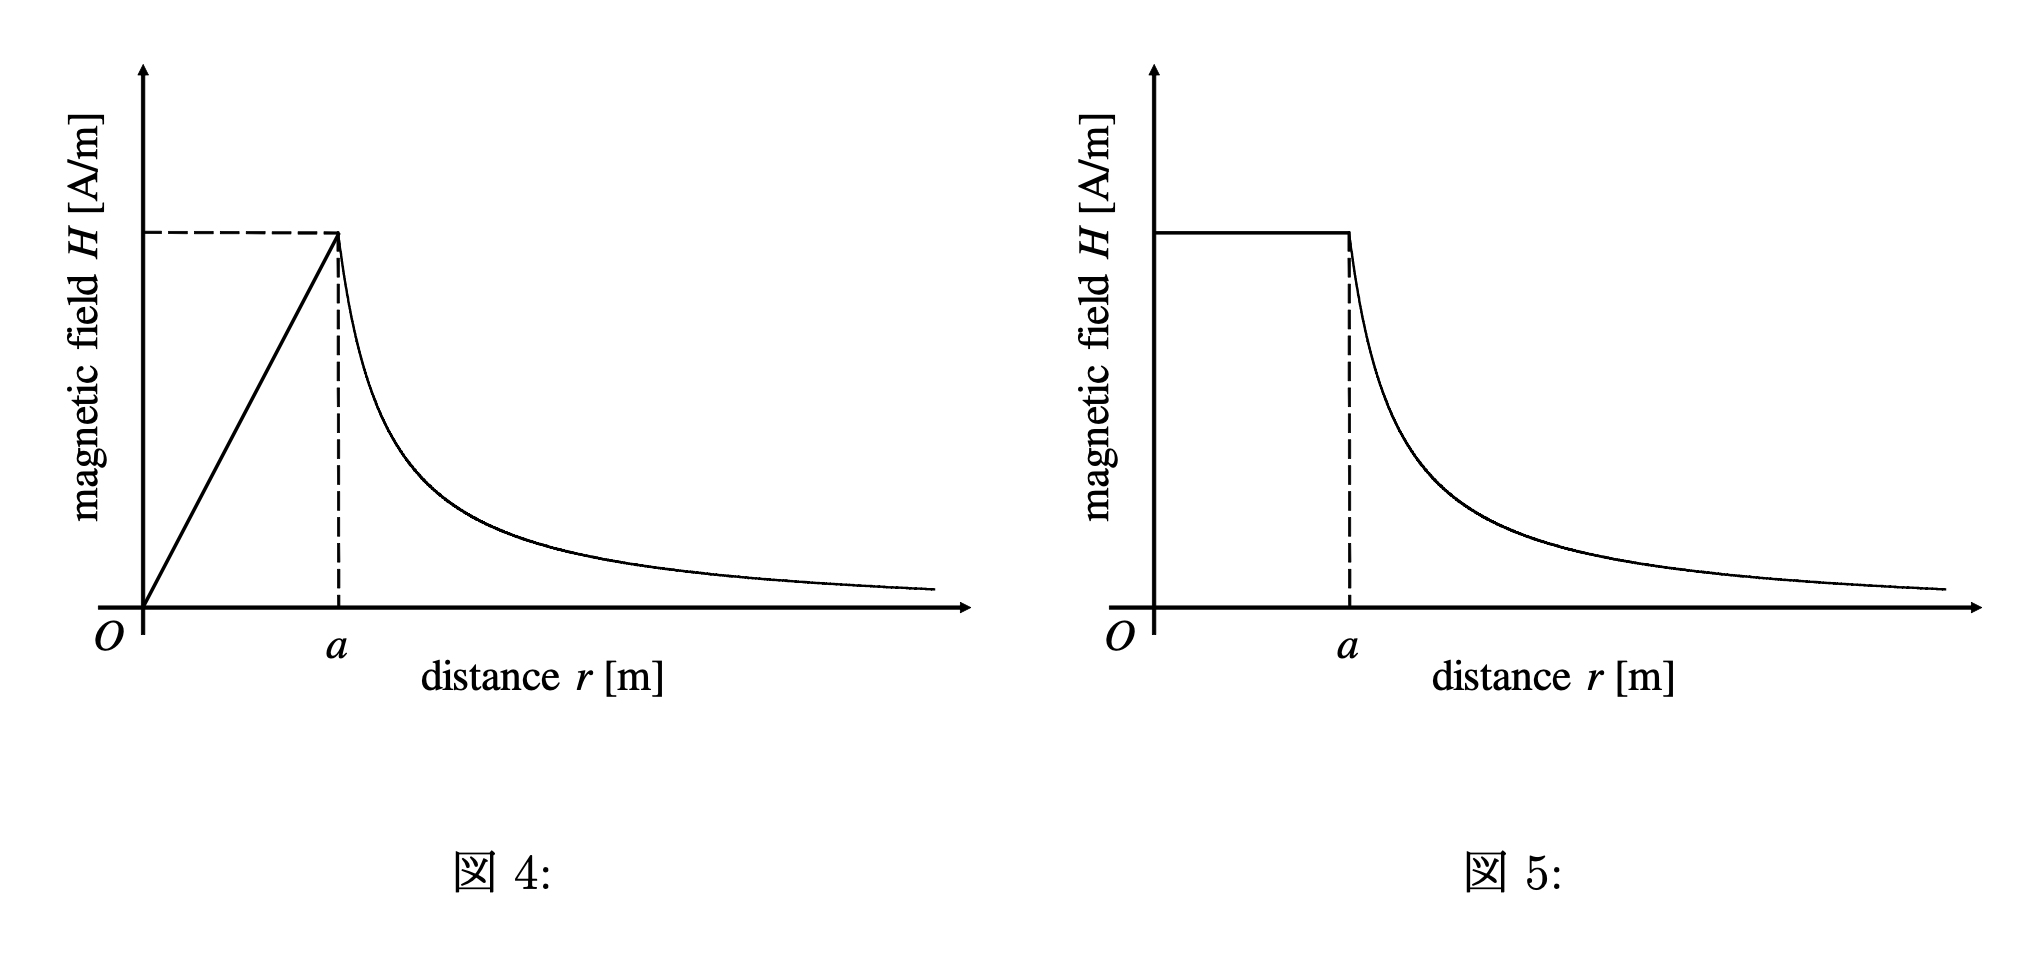 magnetic field H [A/m]
O
a
distance r [m]
図 4:
magnetic field H [A/m]
O
a
distance r [m]
図 5: